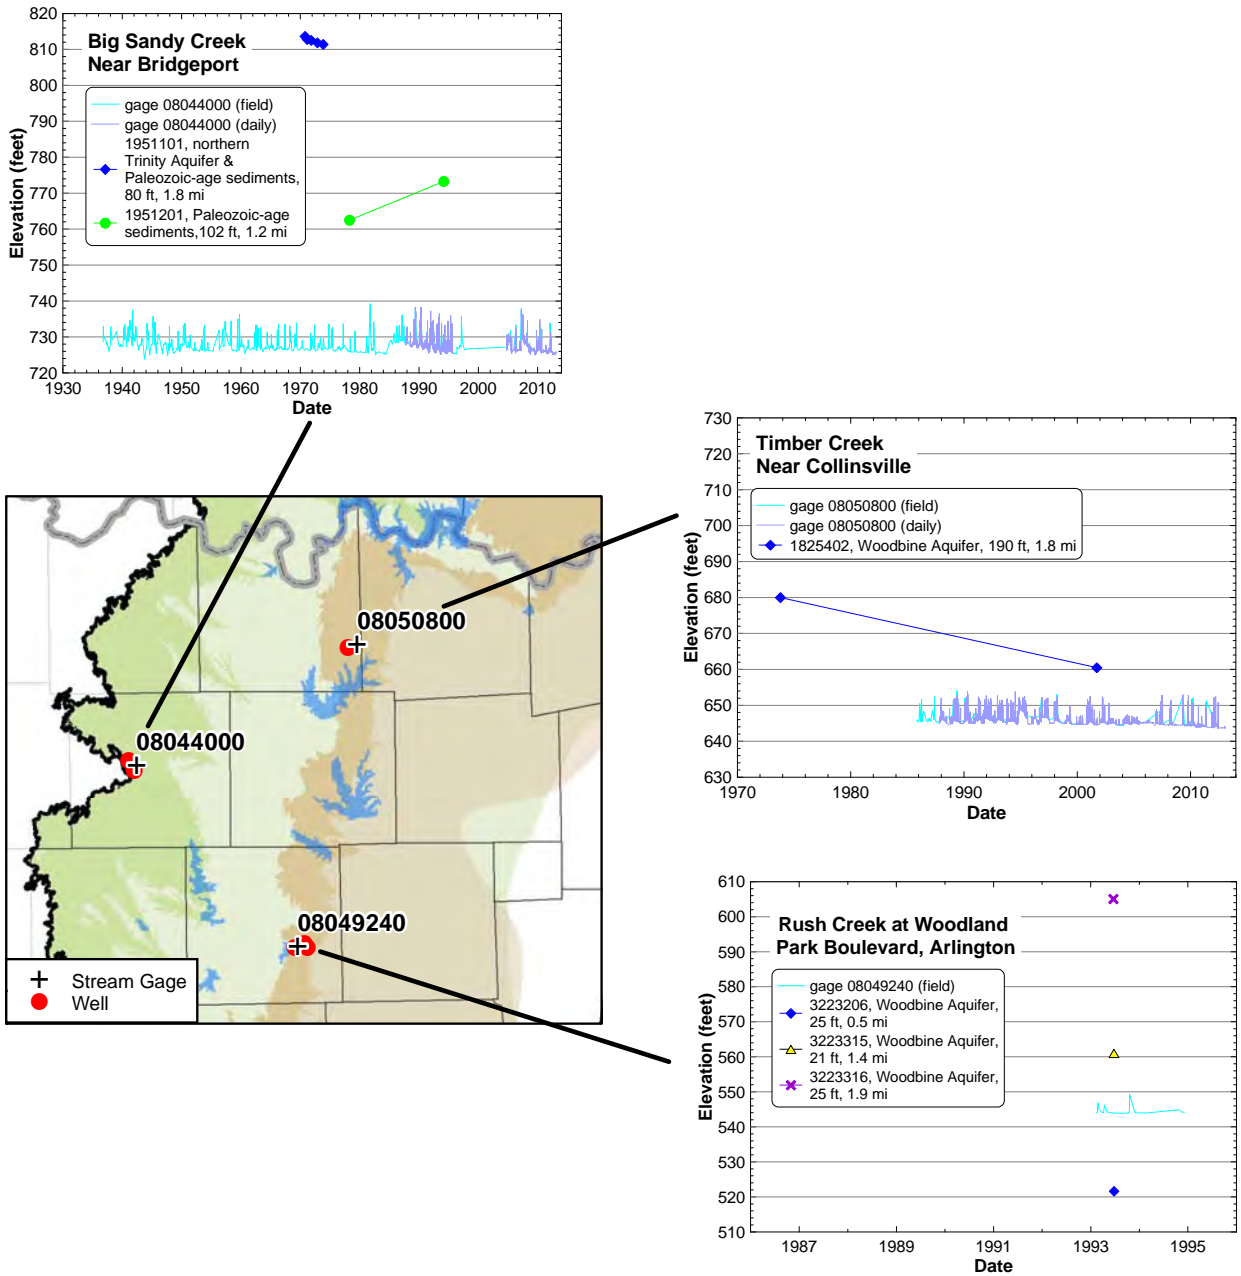 Big Sandy Creek
Near Bridgeport
gage 08044000 (field)
gage 08044000 (daily)
1951101, northern
Trinity Aquifer &
Paleozoic-age sediments,
80 ft, 1.8 mi
1951201, Paleozoic-age
sediments,102 ft, 1.2 mi
Elevation (feet)
820
810
800
790
780
770
760
750
740
730
720
1930 1940 1950 1960 1970 1980 1990 2000 2010
Date
Timber Creek
Near Collinsville
gage 08050800 (field)
gage 08050800 (daily)
1825402, Woodbine Aquifer, 190 ft, 1.8 mi
Elevation (feet)
730
720
710
700
690
680
670
660
650
640
630
1970 1980 1990 2000 2010
Date
08050800
08044000
08049240
Stream Gage
Well
Rush Creek at Woodland
Park Boulevard, Arlington
gage 08049240 (field)
3223206, Woodbine Aquifer,
25 ft, 0.5 mi
3223315, Woodbine Aquifer,
21 ft, 1.4 mi
3223316, Woodbine Aquifer,
25 ft, 1.9 mi
Elevation (feet)
610
600
590
580
570
560
550
540
530
520
510
1987 1989 1991 1993 1995
Date